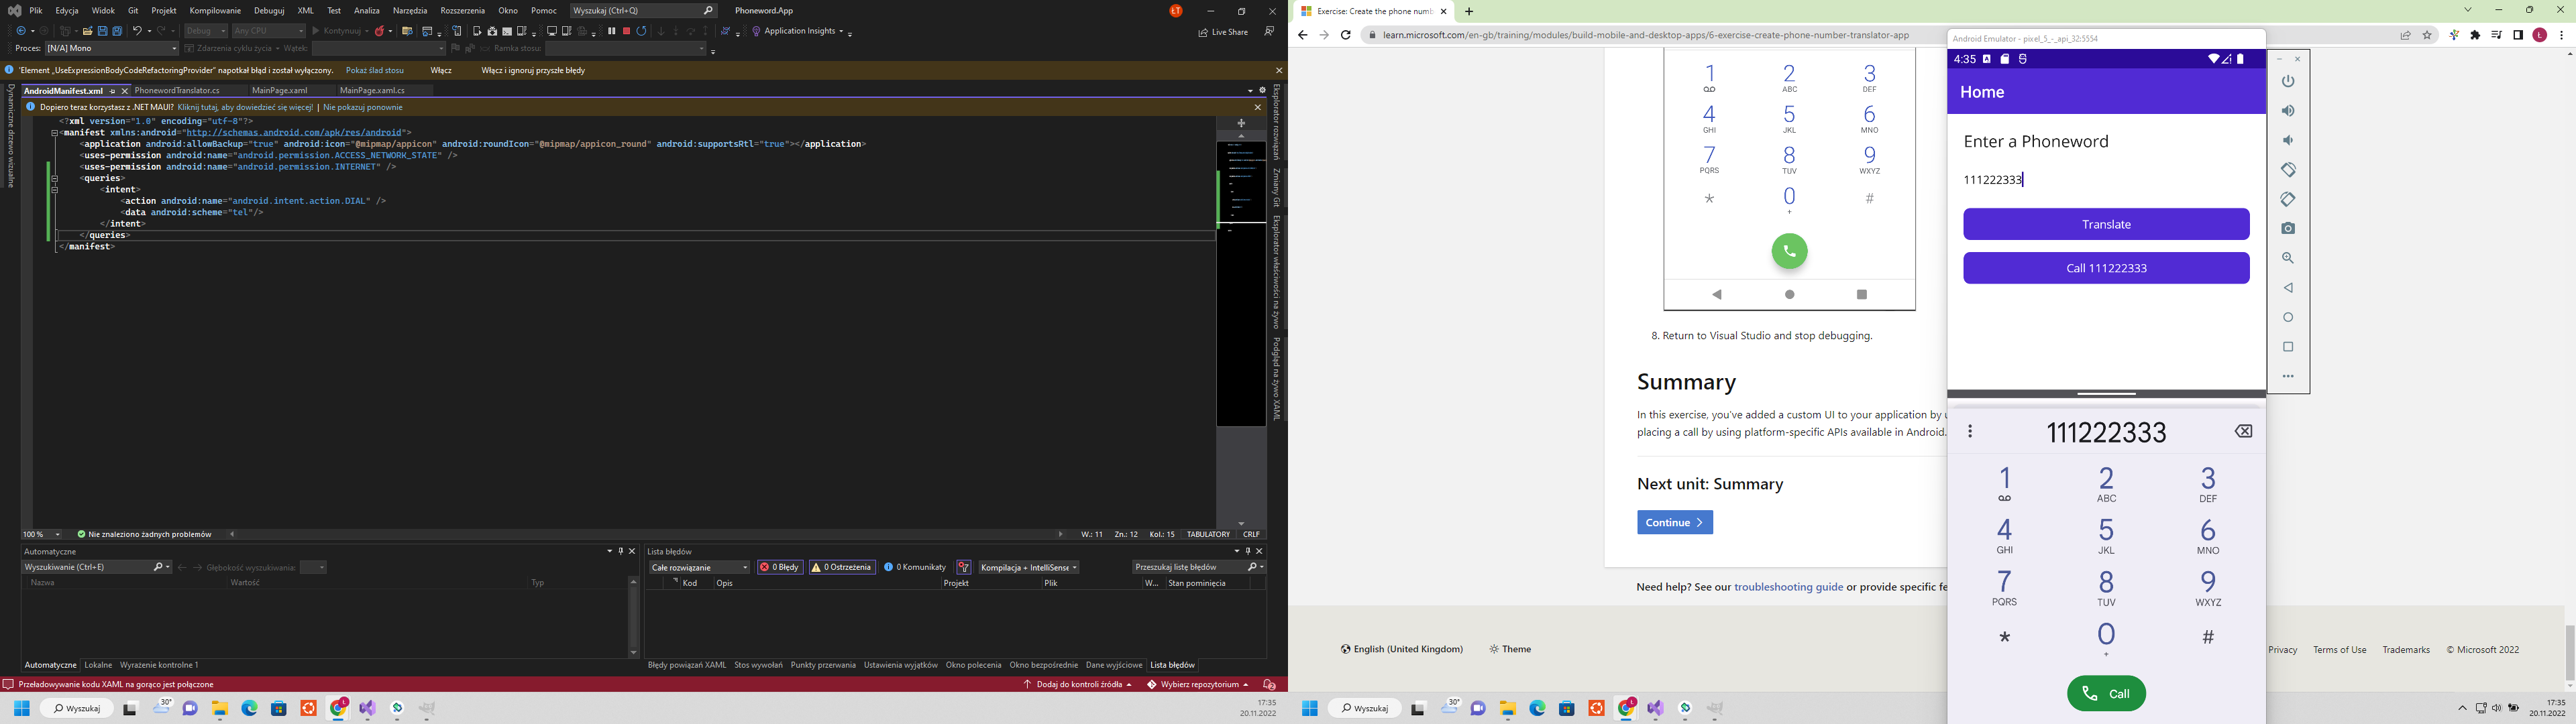 Plik Edycja Widok Git Projekt Kompilowanie Debuguj XML Test Analiza Narzędzia Rozszerzenia Okno Pomoc Wyszukaj (Ctrl+Q) Phoneword.App ŁT
Debug Any CPU Kontynuuj Application Insights Live Share
Proces: [N/A] Mono Zdarzenia cyklu życia Wątek: Ramka stosu:
'Element „UseExpressionBodyCodeRefactoringProvider” napotkał błąd i został wyłączony. Pokaż ślad stosu Włącz Włącz i ignoruj przyszłe błędy
AndroidManifest.xml PhonewordTranslator.cs MainPage.xaml MainPage.xaml.cs
Dopiero teraz korzystasz z .NET MAUI? Kliknij tutaj, aby dowiedzieć się więcej! | Nie pokazuj ponownie
<?xml version="1.0" encoding="utf-8"?>
<manifest xmlns:android="http://schemas.android.com/apk/res/android">
<application android:allowBackup="true" android:icon="@mipmap/appicon" android:roundIcon="@mipmap/appicon_round" android:supportsRtl="true"></application>
<uses-permission android:name="android.permission.ACCESS_NETWORK_STATE" />
<uses-permission android:name="android.permission.INTERNET" />
<queries>
<intent>
<action android:name="android.intent.action.DIAL" />
<data android:scheme="tel"/>
</intent>
</queries>
</manifest>
Dynamiczne drzewo wizualne
Eksplorator rozwiązań
Zmiany Git
Eksplorator właściwości na żywo
Podgląd na żywo XAML
100 % Nie znaleziono żadnych problemów W.: 11 Zn.: 12 Kol.: 15 TABULATORY CRLF
Automatyczne
Wyszukiwanie (Ctrl+E) Głębokość wyszukiwania:
Nazwa Wartość Typ
Automatyczne Lokalne Wyrażenie kontrolne 1
Lista błędów
Całe rozwiązanie 0 Błędy 0 Ostrzeżenia 0 Komunikaty Kompilacja + IntelliSense Przeszukaj listę błędów
Kod Opis Projekt Plik W... Stan pominięcia
Błędy powiązań XAML Stos wywołań Punkty przerwania Ustawienia wyjątków Okno polecenia Okno bezpośrednie Dane wyjściowe Lista błędów
Przeładowywanie kodu XAML na gorąco jest połączone Dodaj do kontroli źródła Wybierz repozytorium 2
Wyszukaj 30° L 17:35
20.11.2022
Exercise: Create the phone numb
learn.microsoft.com/en-gb/training/modules/build-mobile-and-desktop-apps/6-exercise-create-phone-number-translator-app Ł
1 2 3
ABC DEF
4 5 6
GHI JKL MNO
7 8 9
PQRS TUV WXYZ
* 0 #
+
8. Return to Visual Studio and stop debugging.
Summary
In this exercise, you've added a custom UI to your application by u
placing a call by using platform-specific APIs available in Android.
Next unit: Summary
Continue
Need help? See our troubleshooting guide or provide specific fe
English (United Kingdom) Theme
Privacy Terms of Use Trademarks © Microsoft 2022
Android Emulator - pixel_5_-_api_32:5554
4:35
Home
Enter a Phoneword
111222333
Translate
Call 111222333
111222333
1 2 3
ABC DEF
4 5 6
GHI JKL MNO
7 8 9
PQRS TUV WXYZ
* 0 #
+
Call
Wyszukaj 30° L 17:35
20.11.2022